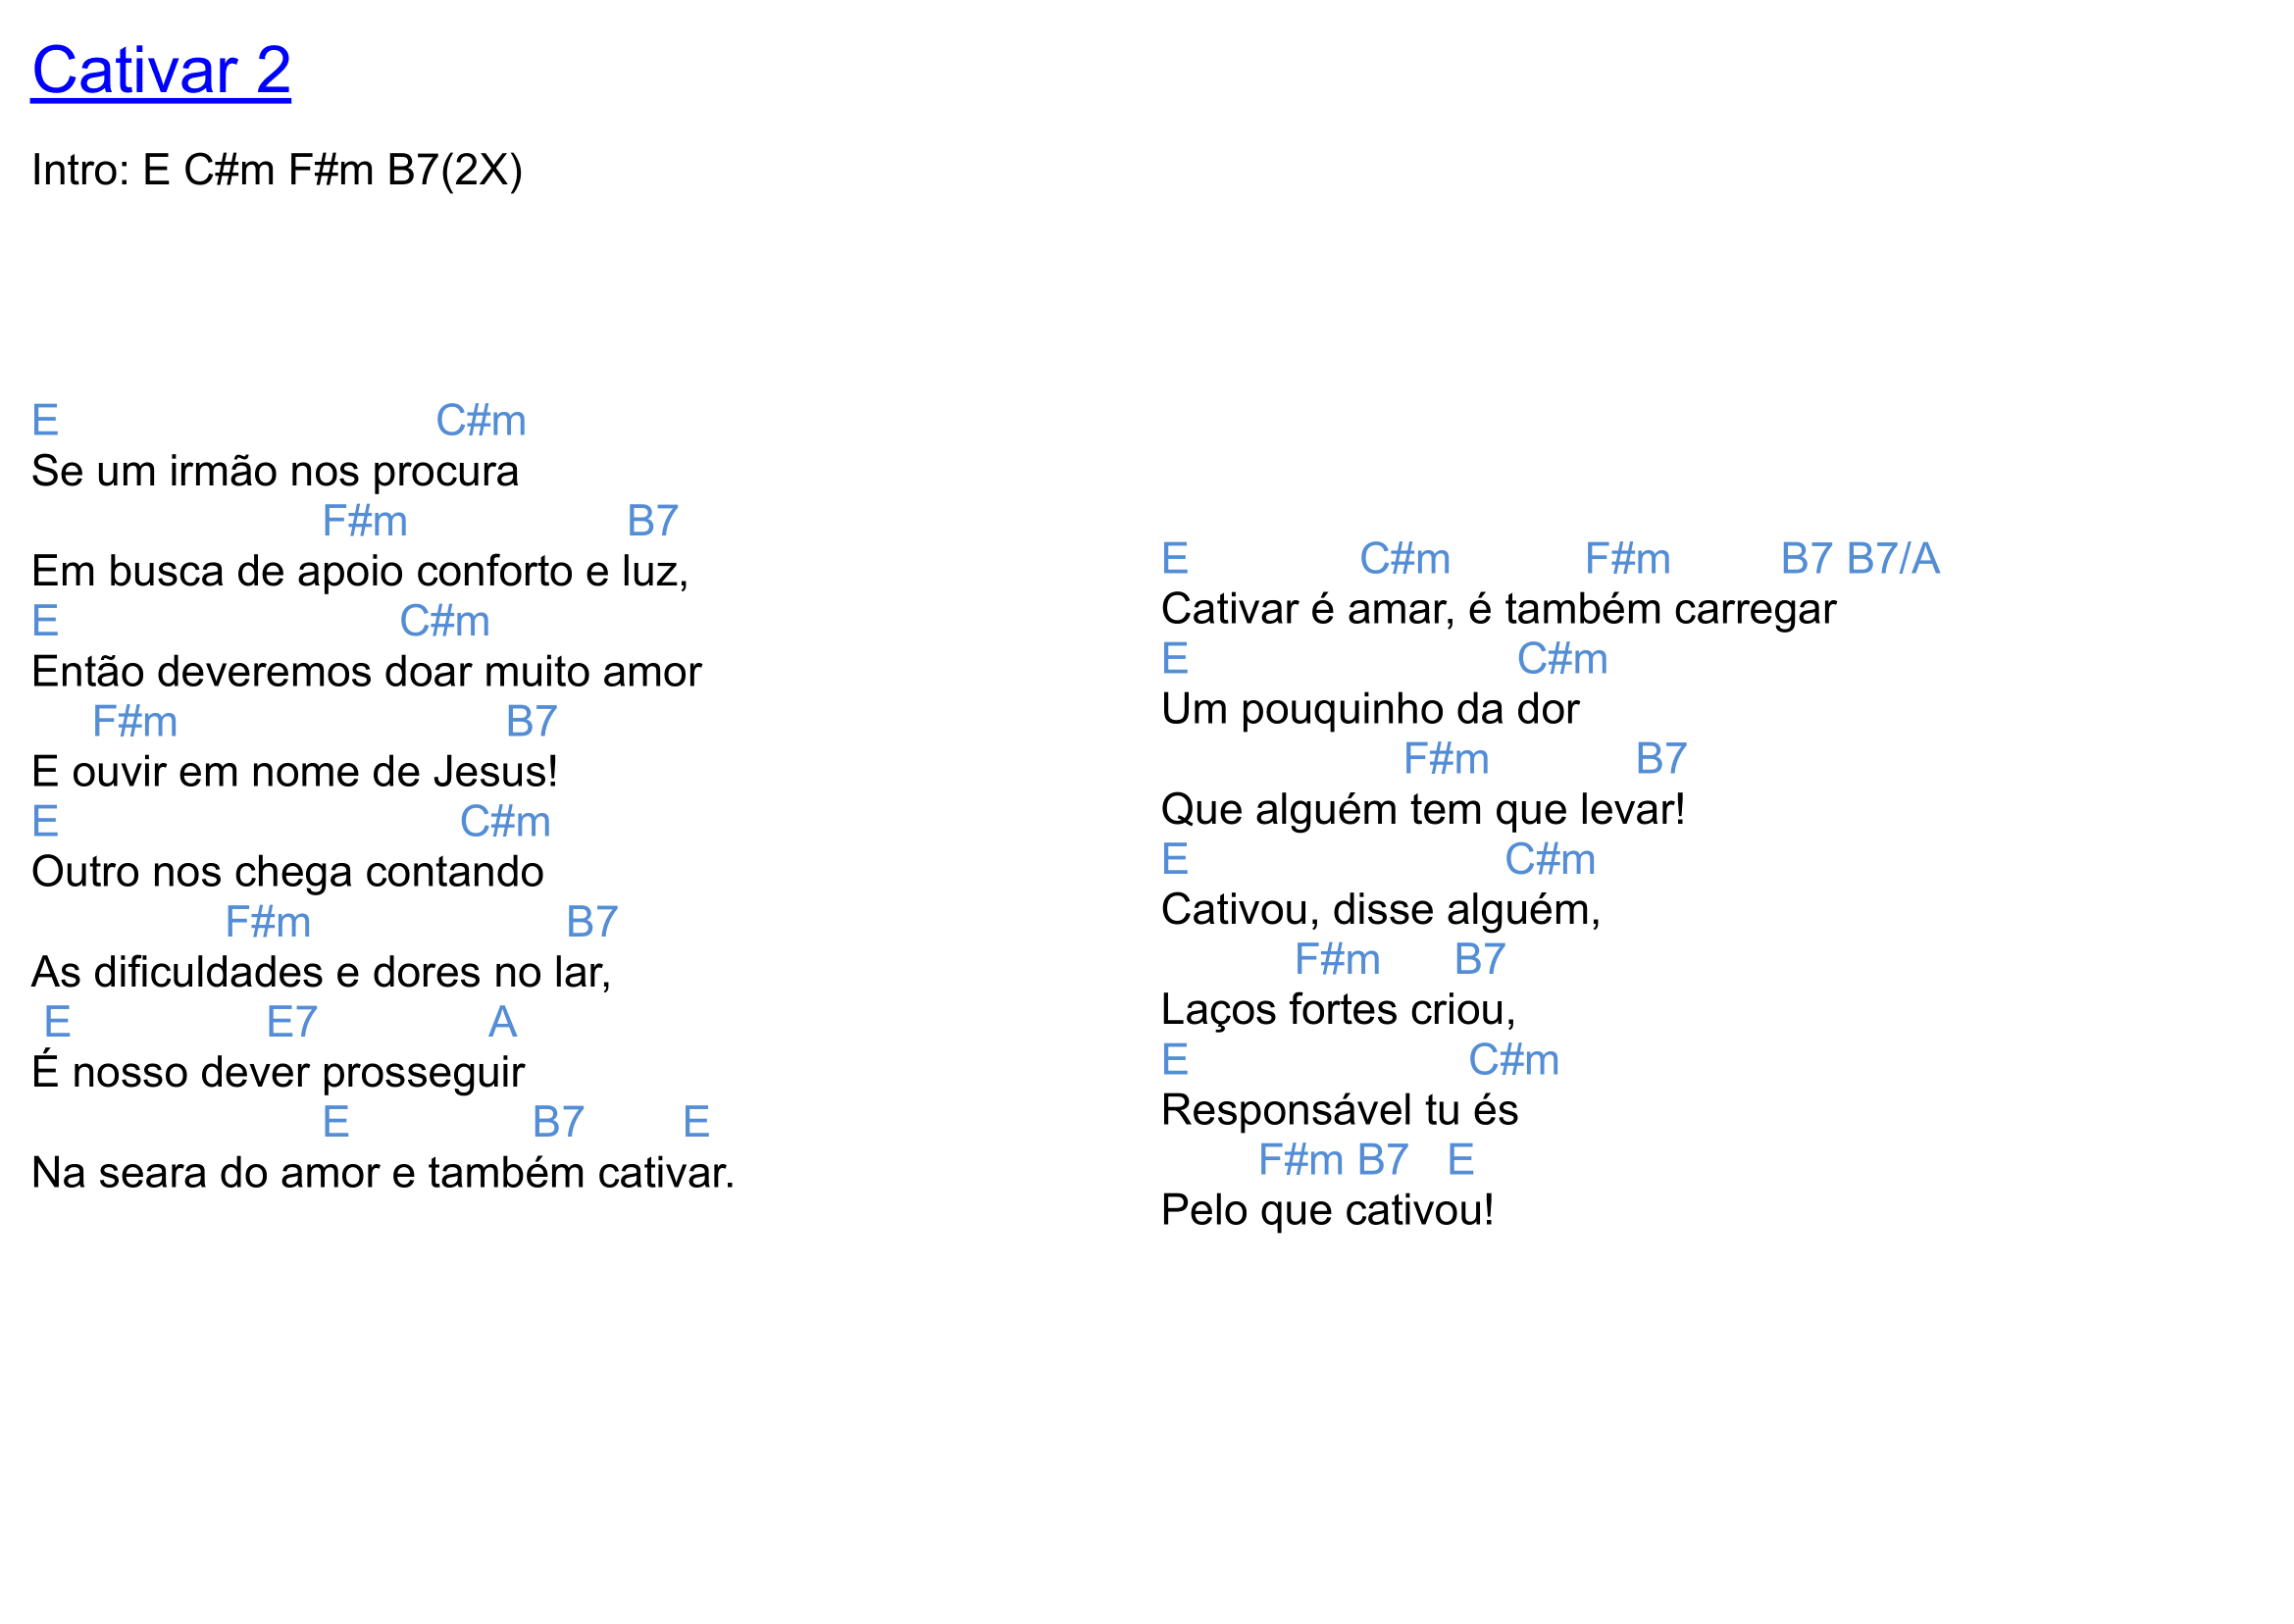 Cativar 2
Intro: E C#m F#m B7(2X)
E C#m
Se um irmão nos procura
F#m B7
Em busca de apoio conforto e luz,
E C#m
Então deveremos doar muito amor
F#m B7
E ouvir em nome de Jesus!
E C#m
Outro nos chega contando
F#m B7
As dificuldades e dores no lar,
E E7 A
É nosso dever prosseguir
E B7 E
Na seara do amor e também cativar.
E C#m F#m B7 B7/A
Cativar é amar, é também carregar
E C#m
Um pouquinho da dor
F#m B7
Que alguém tem que levar!
E C#m
Cativou, disse alguém,
F#m B7
Laços fortes criou,
E C#m
Responsável tu és
F#m B7 E
Pelo que cativou!